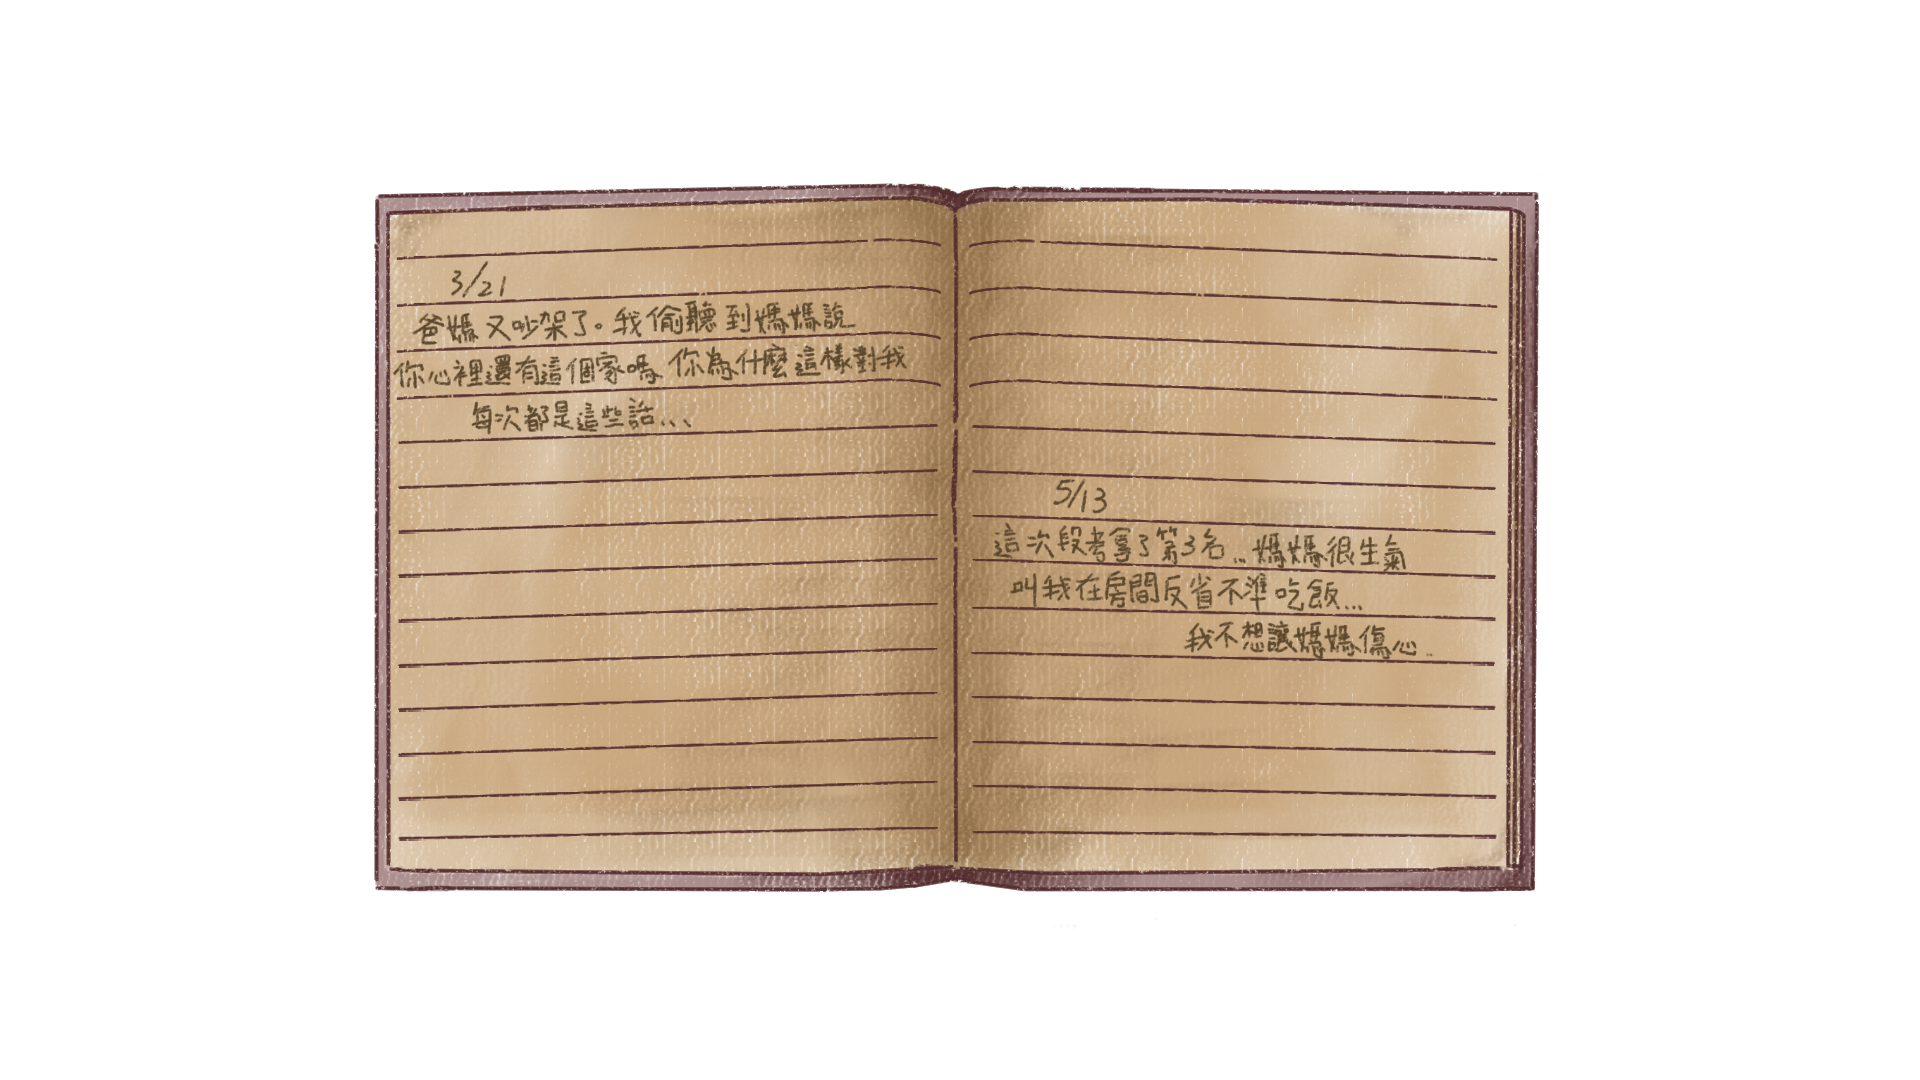 3/21
爸媽又吵架了。我偷聽到媽媽說
你心裡還有這個家嗎 你為什麼這樣對我
每次都是這些話...
5/13
這次段考拿了第3名...媽媽很生氣
叫我在房間反省不準吃飯...
我不想讓媽媽傷心..